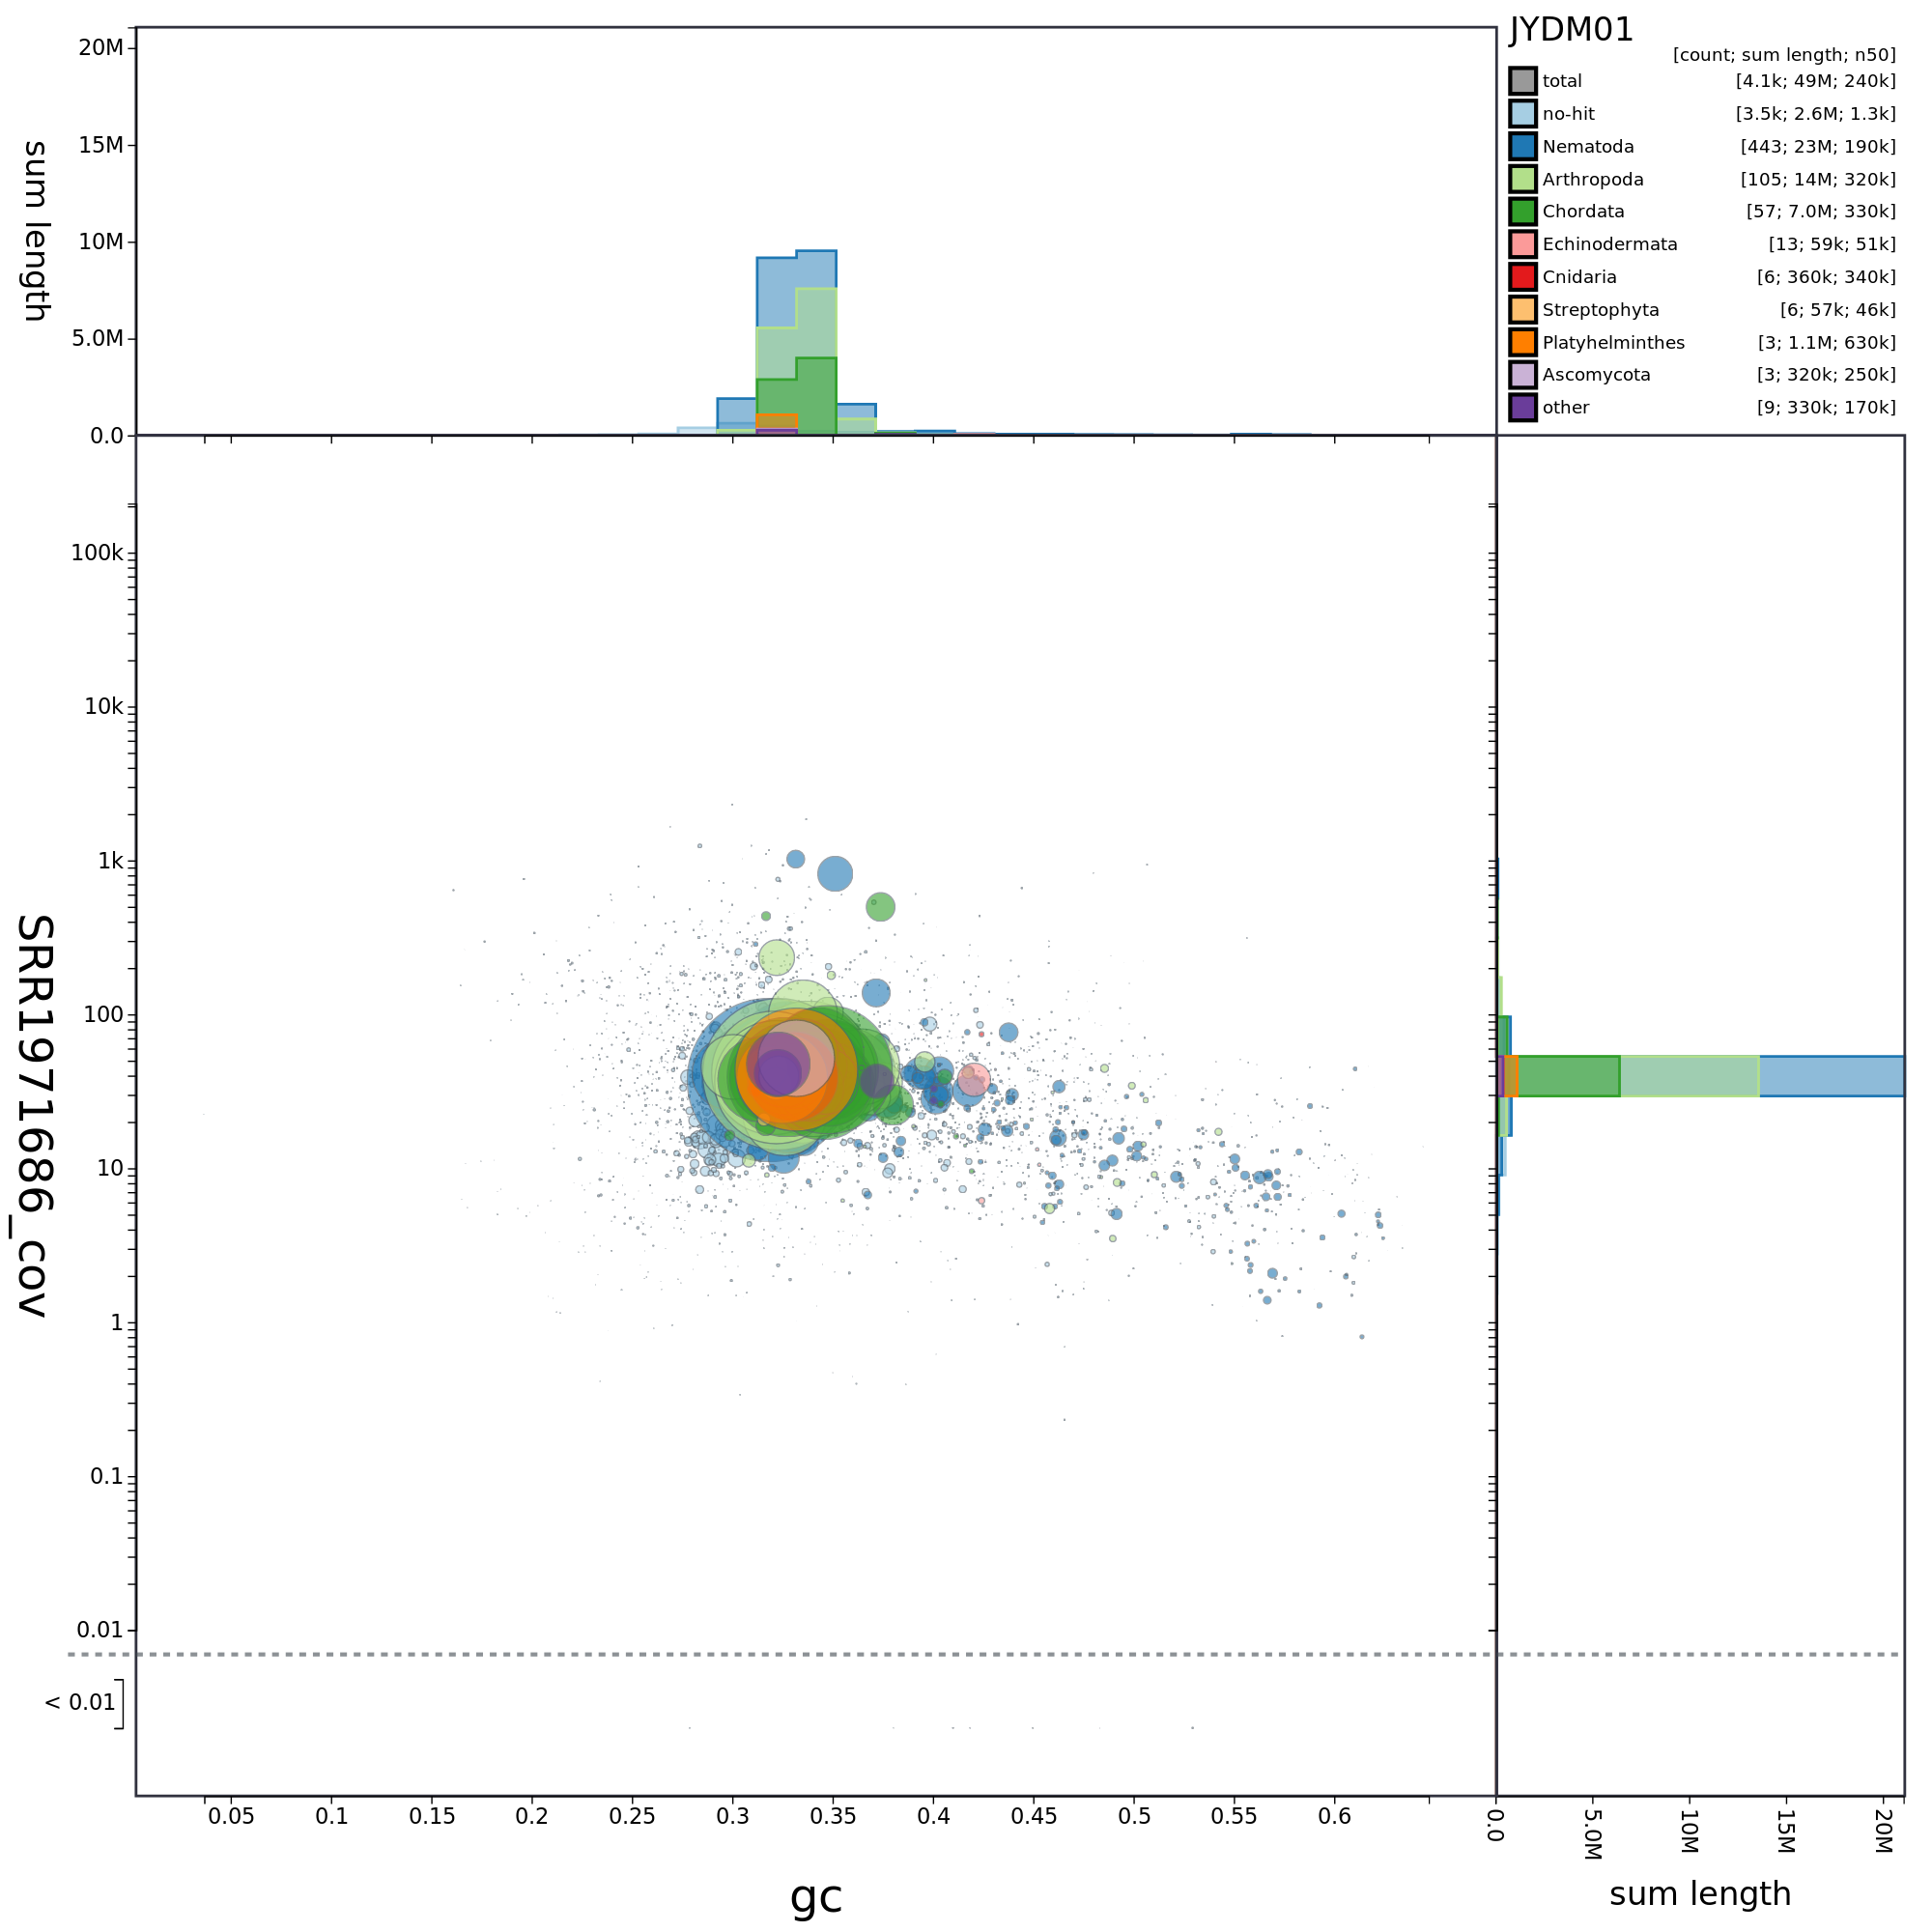 JYDM01
[count; sum length; n50]
total [4.1k; 49M; 240k]
no-hit [3.5k; 2.6M; 1.3k]
Nematoda [443; 23M; 190k]
Arthropoda [105; 14M; 320k]
Chordata [57; 7.0M; 330k]
Echinodermata [13; 59k; 51k]
Cnidaria [6; 360k; 340k]
Streptophyta [6; 57k; 46k]
Platyhelminthes [3; 1.1M; 630k]
Ascomycota [3; 320k; 250k]
other [9; 330k; 170k]
sum length
20M
15M
10M
5.0M
0.0
SRR1971686_cov
100k
10k
1k
100
10
1
0.1
0.01
< 0.01
0.05 0.1 0.15 0.2 0.25 0.3 0.35 0.4 0.45 0.5 0.55 0.6
gc
0.0 5.0M 10M 15M 20M
sum length